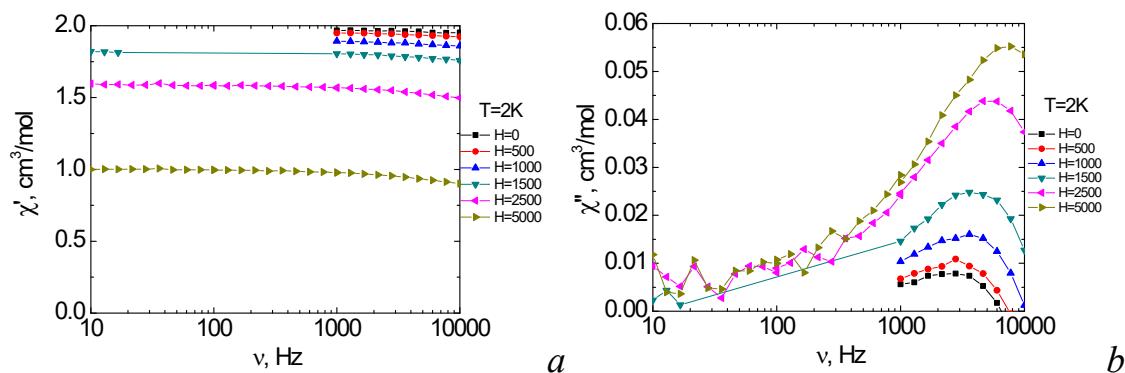 2.0
1.5
1.0
0.5
0.0
10
100
1000
10000
χ', cm³/mol
ν, Hz
T=2K
H=0
H=500
H=1000
H=1500
H=2500
H=5000
a
0.06
0.05
0.04
0.03
0.02
0.01
0.00
10
100
1000
10000
χ'', cm³/mol
ν, Hz
T=2K
H=0
H=500
H=1000
H=1500
H=2500
H=5000
b